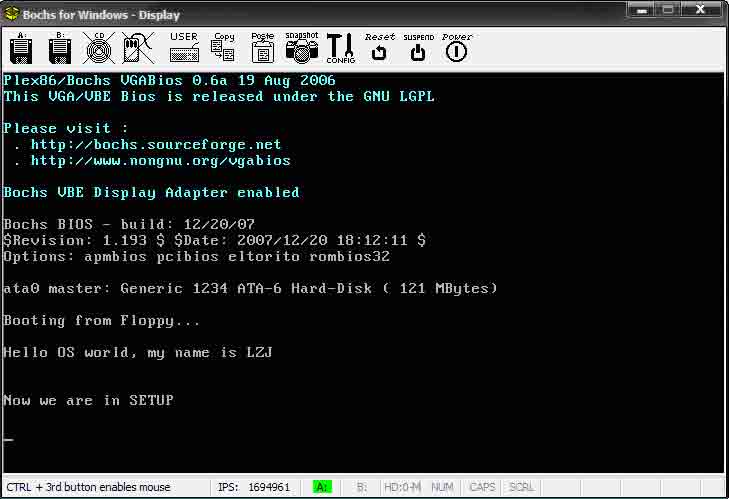 Bochs for Windows - Display
A: B: CD USER Copy Paste snapshot CONFIG Reset SUSPEND Power
Plex86/Bochs VGABios 0.6a 19 Aug 2006
This VGA/VBE Bios is released under the GNU LGPL
Please visit :
. http://bochs.sourceforge.net
. http://www.nongnu.org/vgabios
Bochs VBE Display Adapter enabled
Bochs BIOS - build: 12/20/07
$Revision: 1.193 $ $Date: 2007/12/20 18:12:11 $
Options: apmbios pcibios eltorito rombios32
ata0 master: Generic 1234 ATA-6 Hard-Disk ( 121 MBytes)
Booting from Floppy...
Hello OS world, my name is LZJ
Now we are in SETUP
_
CTRL + 3rd button enables mouse IPS: 1694961 A: B: HD:0-M NUM CAPS SCRL